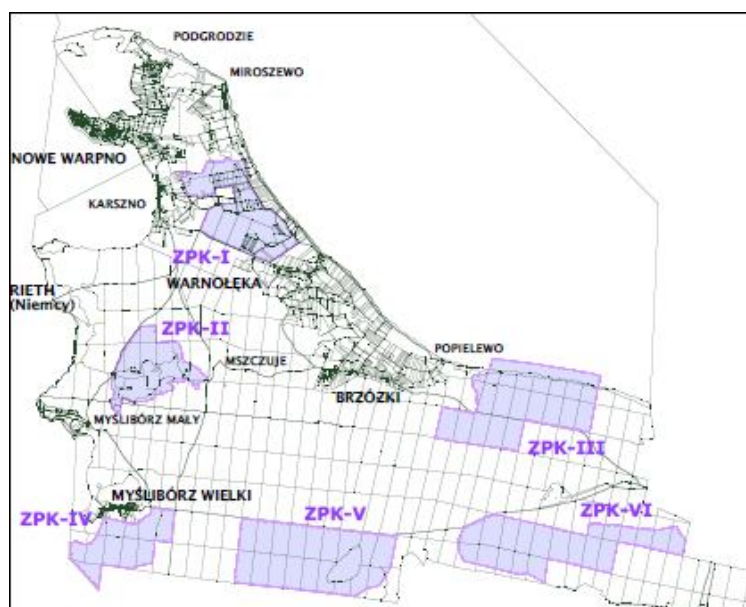 PODGRODZIE
MIROSZEWO
NOWE WARPNO
KARSZNO
ZPK-I
WARNOŁĘKA
RIETH
(Niemcy)
ZPK-II
MSZCZUJE
POPIELEWO
BRZÓZKI
MYŚLIBÓRZ MAŁY
ZPK-III
MYŚLIBÓRZ WIELKI
ZPK-IV
ZPK-V
ZPK-VI